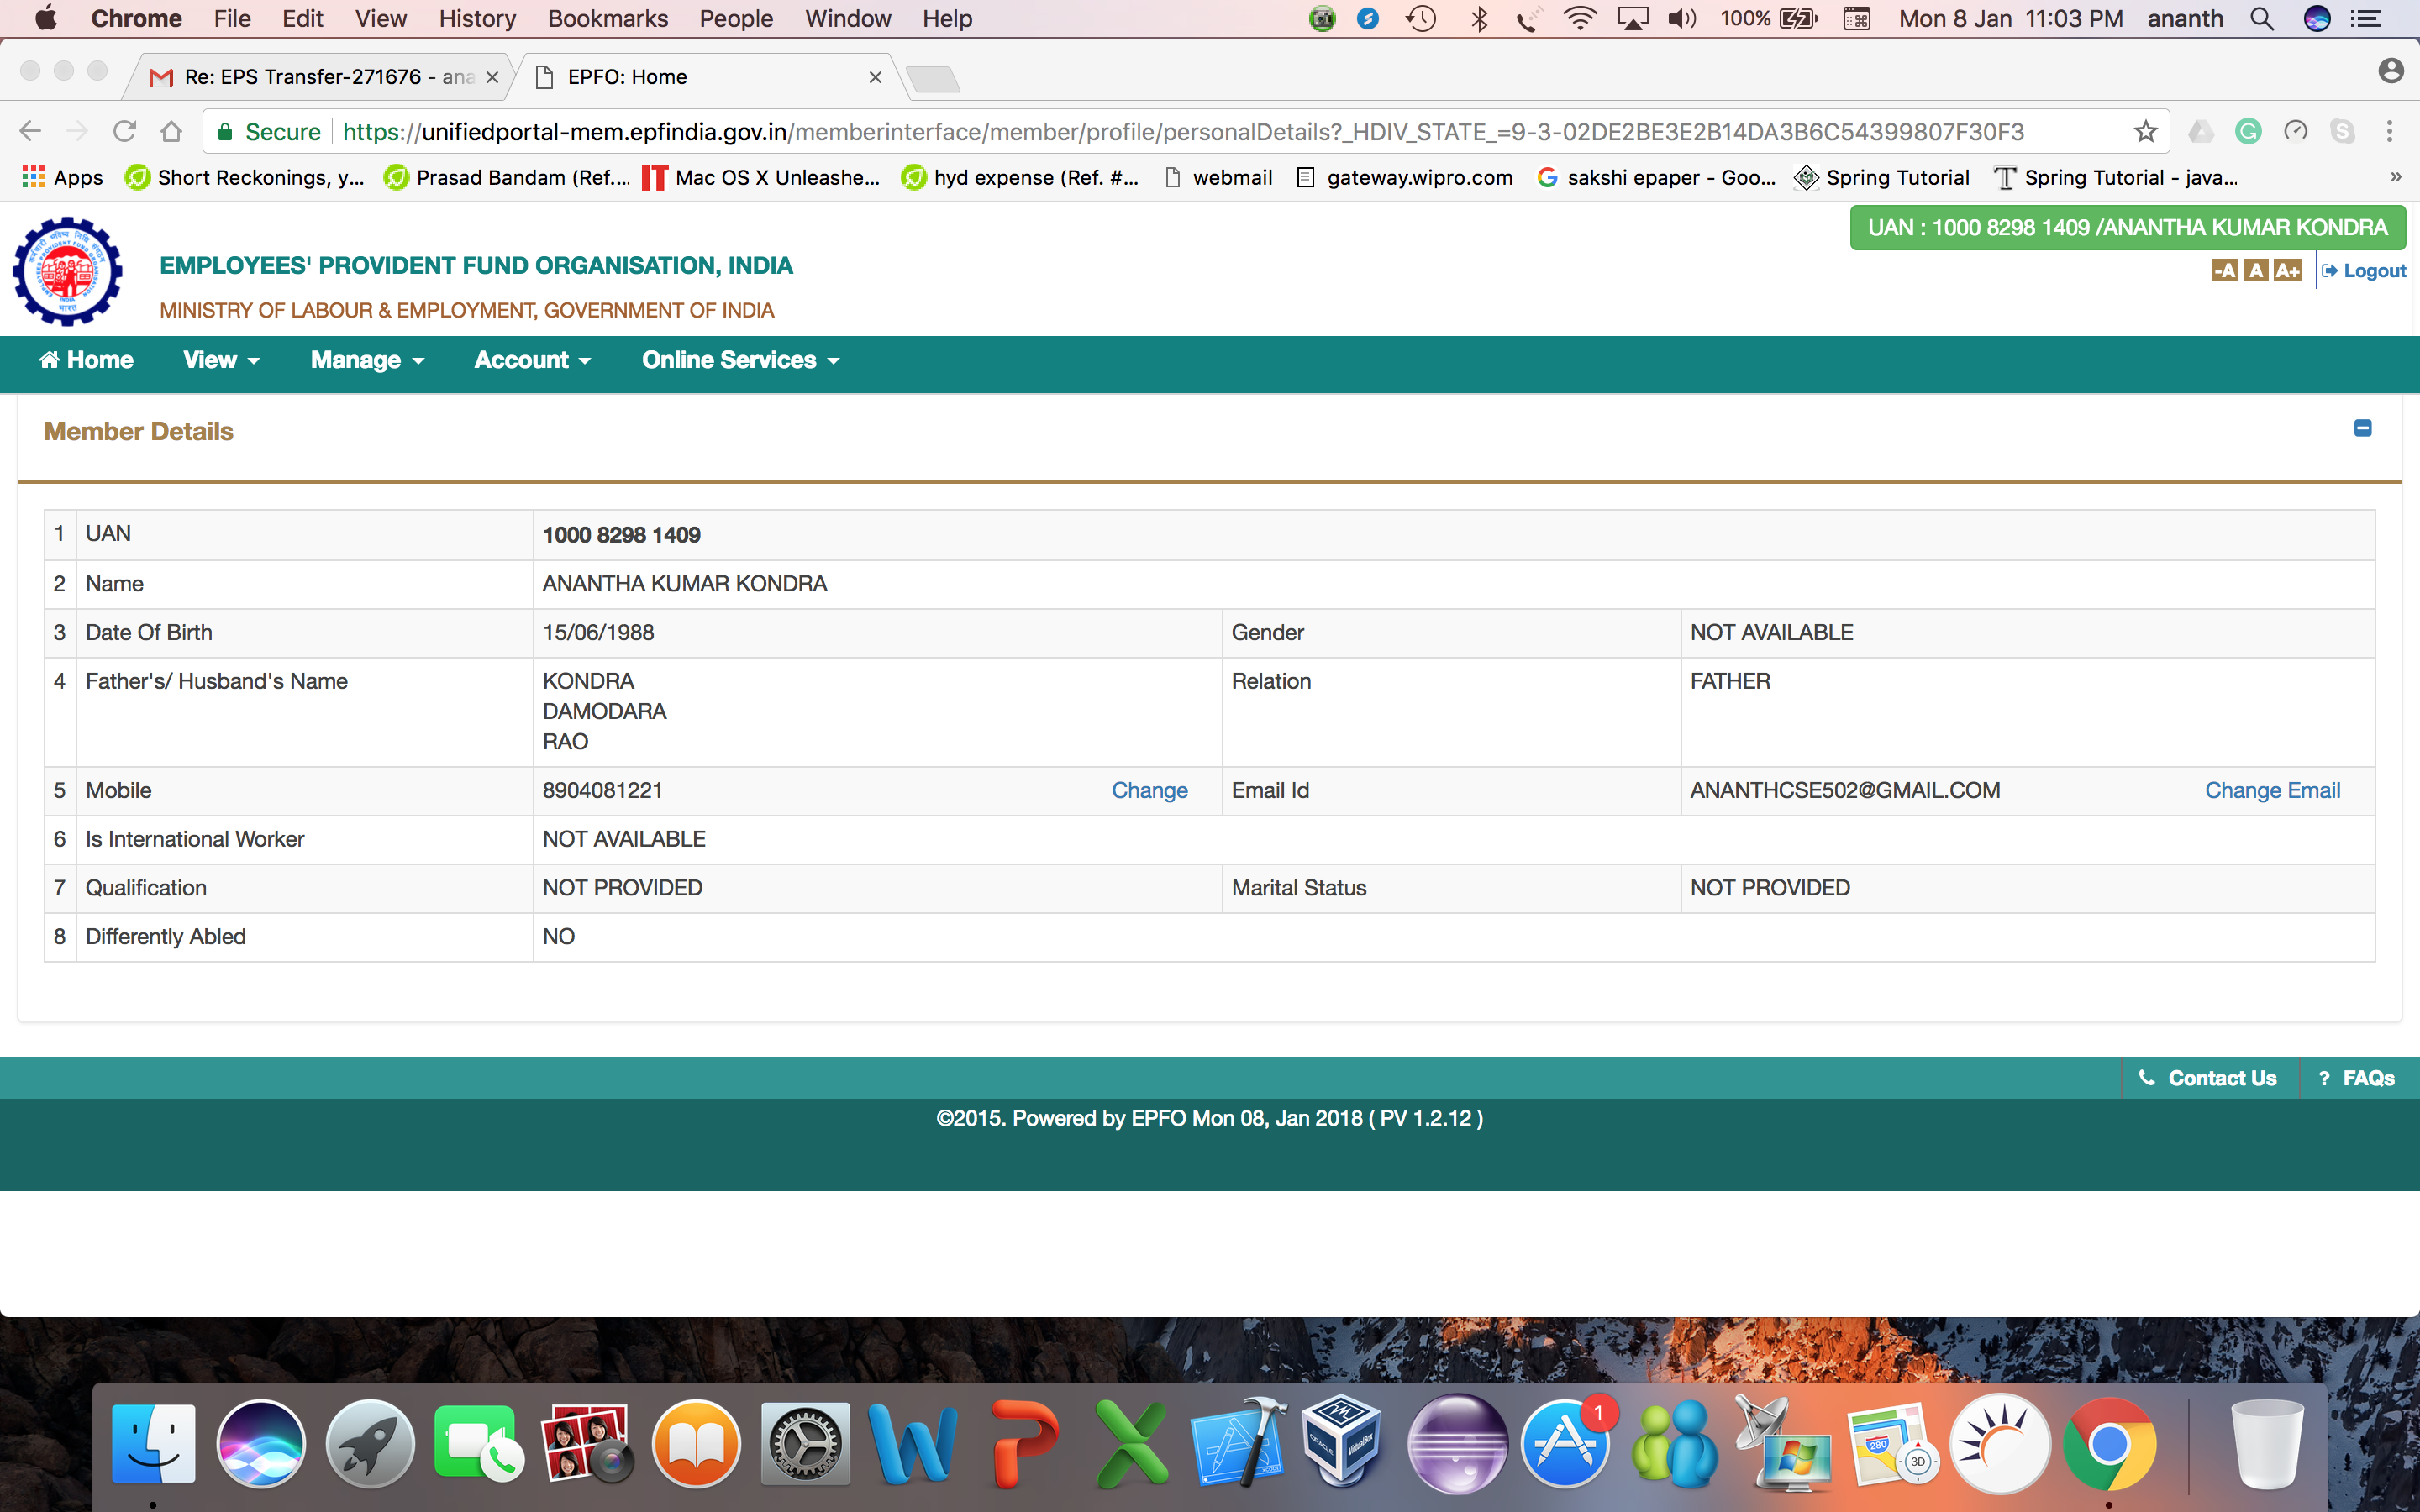 Chrome File Edit View History Bookmarks People Window Help 100% Mon 8 Jan 11:03 PM ananth
Re: EPS Transfer-271676 - ana
EPFO: Home
Secure https://unifiedportal-mem.epfindia.gov.in/memberinterface/member/profile/personalDetails?_HDIV_STATE_=9-3-02DE2BE3E2B14DA3B6C54399807F30F3
Apps Short Reckonings, y... Prasad Bandam (Ref.... Mac OS X Unleashe... hyd expense (Ref. #... webmail gateway.wipro.com sakshi epaper - Goo... Spring Tutorial Spring Tutorial - java... »
UAN : 1000 8298 1409 /ANANTHA KUMAR KONDRA
EMPLOYEES' PROVIDENT FUND ORGANISATION, INDIA
-A A A+ Logout
MINISTRY OF LABOUR & EMPLOYMENT, GOVERNMENT OF INDIA
Home View Manage Account Online Services
Member Details
1 UAN 1000 8298 1409
2 Name ANANTHA KUMAR KONDRA
3 Date Of Birth 15/06/1988 Gender NOT AVAILABLE
4 Father's/ Husband's Name KONDRA Relation FATHER
DAMODARA
RAO
5 Mobile 8904081221 Change Email Id ANANTHCSE502@GMAIL.COM Change Email
6 Is International Worker NOT AVAILABLE
7 Qualification NOT PROVIDED Marital Status NOT PROVIDED
8 Differently Abled NO
Contact Us ? FAQs
©2015. Powered by EPFO Mon 08, Jan 2018 ( PV 1.2.12 )
1
280
3D